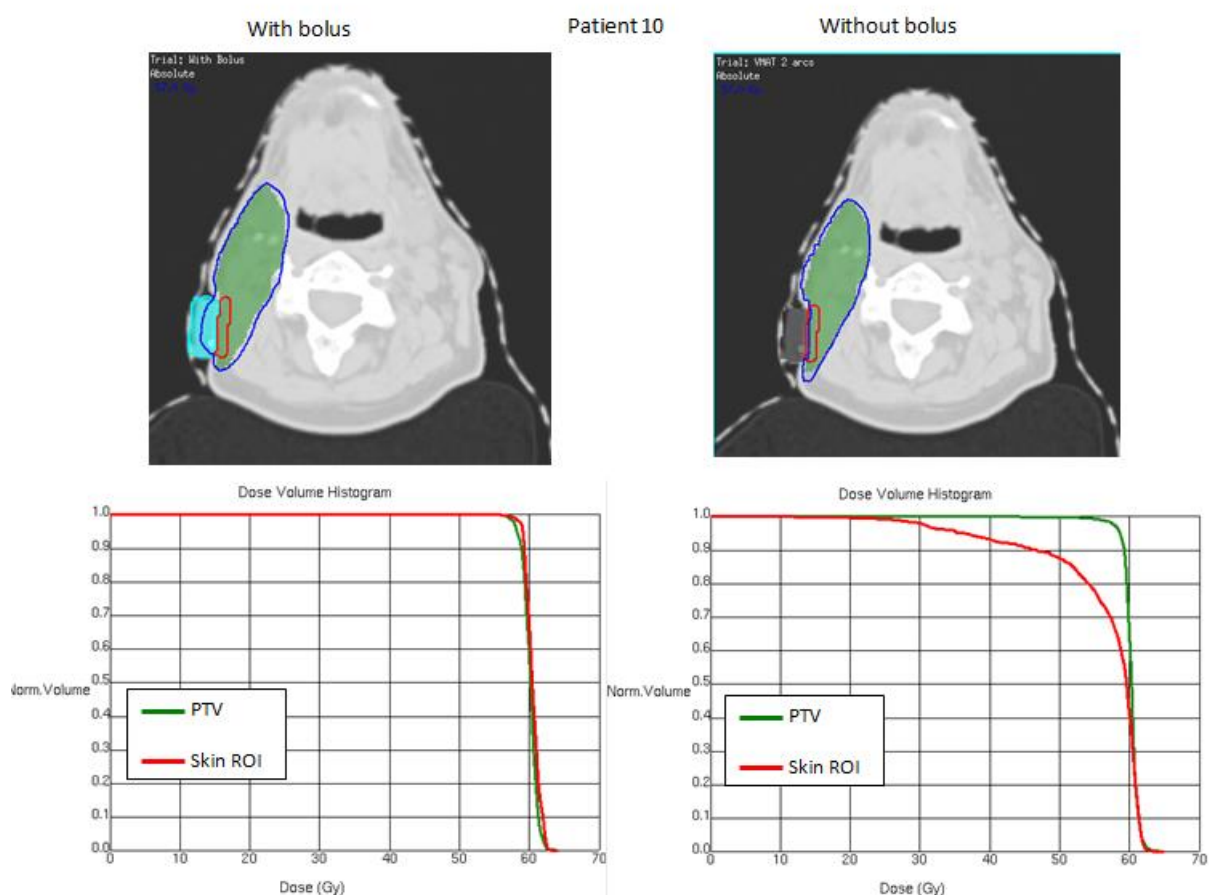 With bolus
Patient 10
Without bolus
Trial: With Bolus
Absolute
Trial: VMAT 2 arcs
Absolute
Dose Volume Histogram
1.0
0.9
0.8
0.7
0.6
0.5
0.4
0.3
0.2
0.1
0.0
Norm.Volume
PTV
Skin ROI
0 10 20 30 40 50 60 70
Dose (Gy)
Dose Volume Histogram
1.0
0.9
0.8
0.7
0.6
0.5
0.4
0.3
0.2
0.1
0.0
Norm.Volume
PTV
Skin ROI
0 10 20 30 40 50 60 70
Dose (Gy)